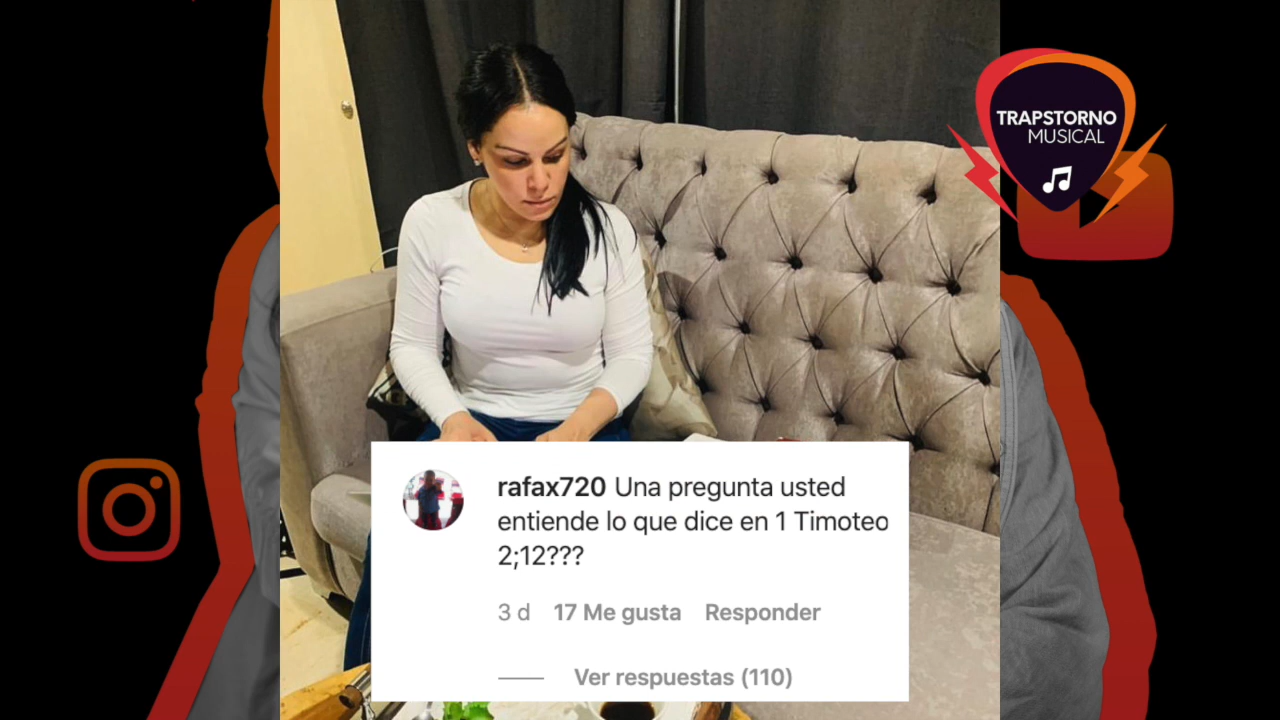 TRAPSTORNO
MUSICAL
rafax720 Una pregunta usted
entiende lo que dice en 1 Timoteo
2;12???
3 d 17 Me gusta Responder
Ver respuestas (110)